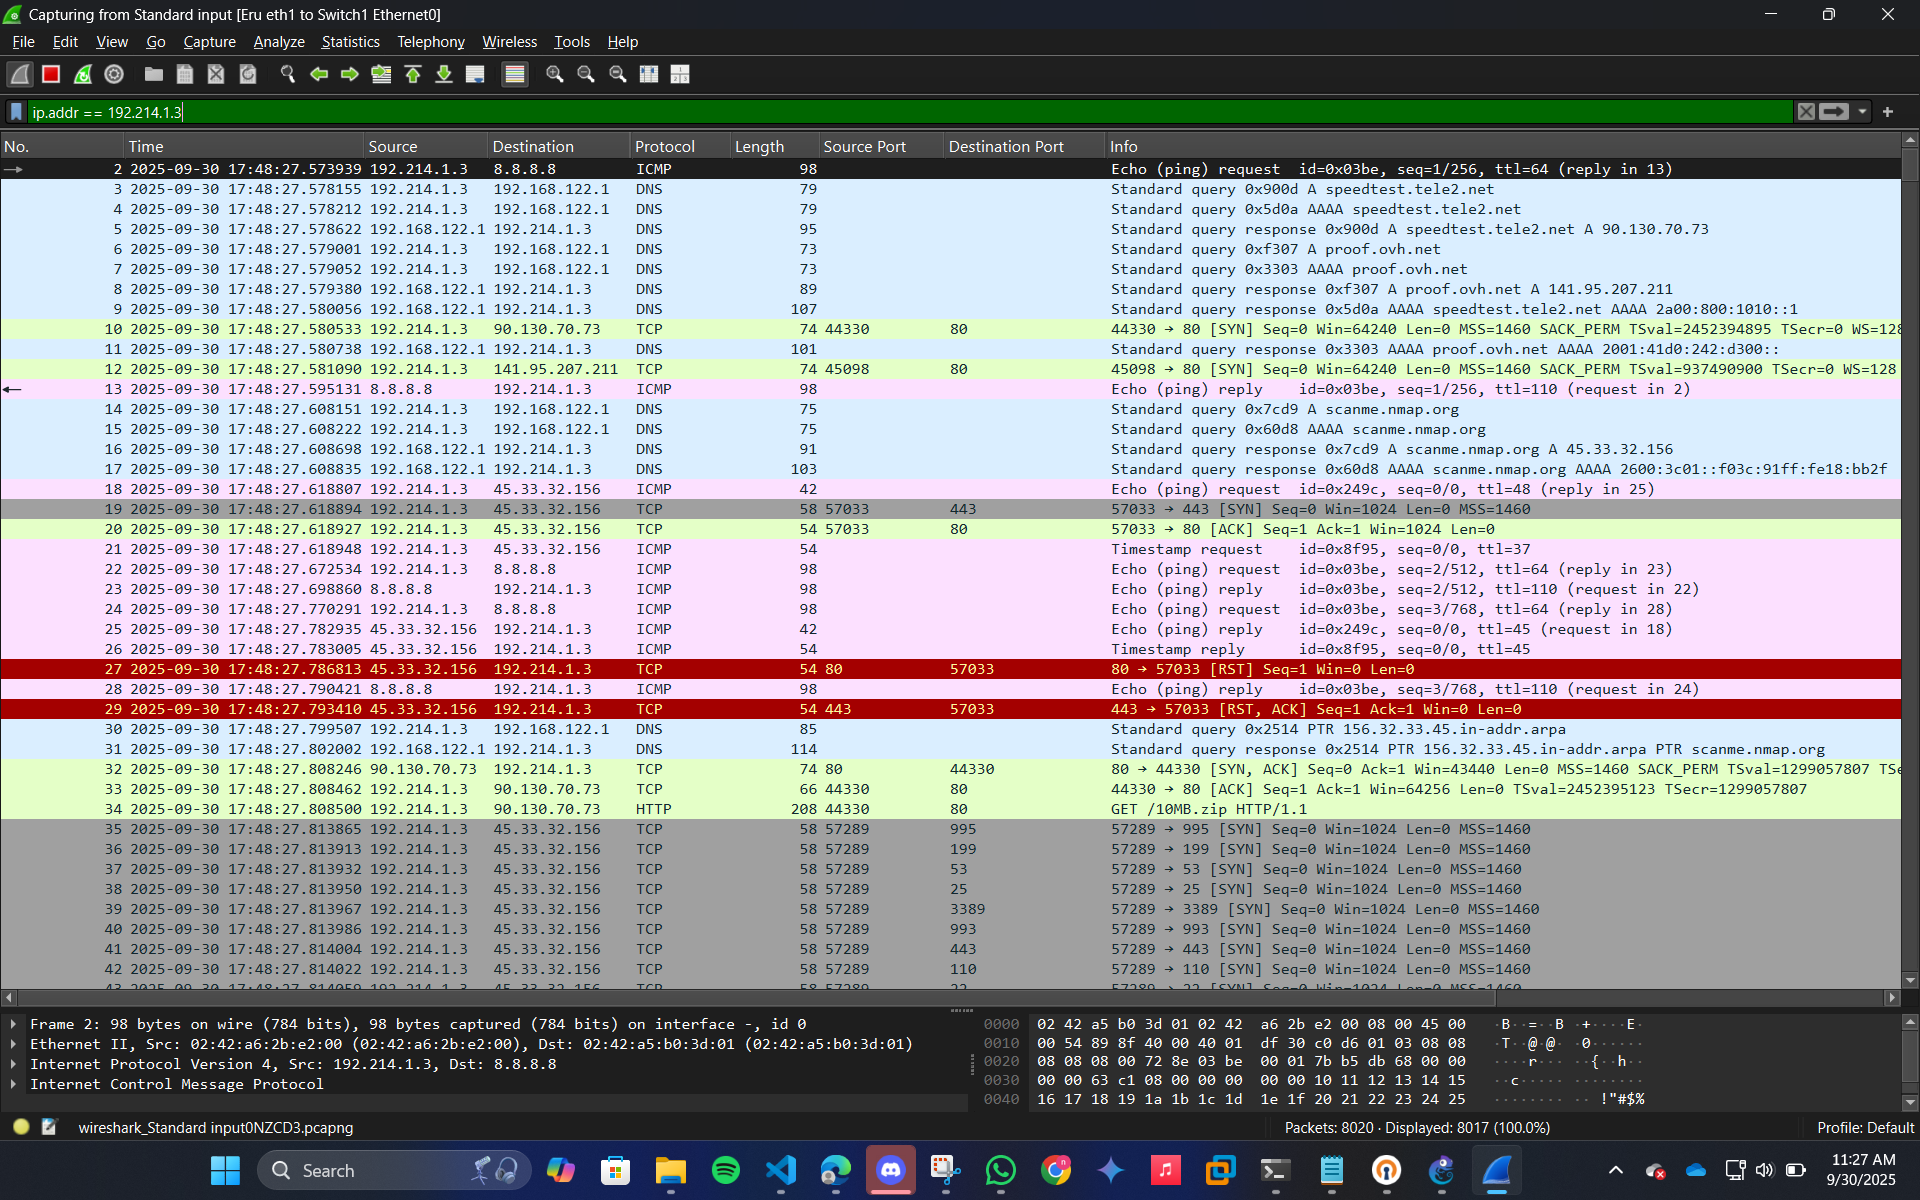 Capturing from Standard input [Eru eth1 to Switch1 Ethernet0]
File Edit View Go Capture Analyze Statistics Telephony Wireless Tools Help
ip.addr == 192.214.1.3
No. Time Source Destination Protocol Length Source Port Destination Port Info
2 2025-09-30 17:48:27.573939 192.214.1.3 8.8.8.8 ICMP 98 Echo (ping) request id=0x03be, seq=1/256, ttl=64 (reply in 13)
3 2025-09-30 17:48:27.578155 192.214.1.3 192.168.122.1 DNS 79 Standard query 0x900d A speedtest.tele2.net
4 2025-09-30 17:48:27.578212 192.214.1.3 192.168.122.1 DNS 79 Standard query 0x5d0a AAAA speedtest.tele2.net
5 2025-09-30 17:48:27.578622 192.168.122.1 192.214.1.3 DNS 95 Standard query response 0x900d A speedtest.tele2.net A 90.130.70.73
6 2025-09-30 17:48:27.579001 192.214.1.3 192.168.122.1 DNS 73 Standard query 0xf307 A proof.ovh.net
7 2025-09-30 17:48:27.579052 192.214.1.3 192.168.122.1 DNS 73 Standard query 0x3303 AAAA proof.ovh.net
8 2025-09-30 17:48:27.579380 192.168.122.1 192.214.1.3 DNS 89 Standard query response 0xf307 A proof.ovh.net A 141.95.207.211
9 2025-09-30 17:48:27.580056 192.168.122.1 192.214.1.3 DNS 107 Standard query response 0x5d0a AAAA speedtest.tele2.net AAAA 2a00:800:1010::1
10 2025-09-30 17:48:27.580533 192.214.1.3 90.130.70.73 TCP 74 44330 80 44330 → 80 [SYN] Seq=0 Win=64240 Len=0 MSS=1460 SACK_PERM TSval=2452394895 TSecr=0 WS=128
11 2025-09-30 17:48:27.580738 192.168.122.1 192.214.1.3 DNS 101 Standard query response 0x3303 AAAA proof.ovh.net AAAA 2001:41d0:242:d300::
12 2025-09-30 17:48:27.581090 192.214.1.3 141.95.207.211 TCP 74 45098 80 45098 → 80 [SYN] Seq=0 Win=64240 Len=0 MSS=1460 SACK_PERM TSval=937490900 TSecr=0 WS=128
13 2025-09-30 17:48:27.595131 8.8.8.8 192.214.1.3 ICMP 98 Echo (ping) reply id=0x03be, seq=1/256, ttl=110 (request in 2)
14 2025-09-30 17:48:27.608151 192.214.1.3 192.168.122.1 DNS 75 Standard query 0x7cd9 A scanme.nmap.org
15 2025-09-30 17:48:27.608222 192.214.1.3 192.168.122.1 DNS 75 Standard query 0x60d8 AAAA scanme.nmap.org
16 2025-09-30 17:48:27.608698 192.168.122.1 192.214.1.3 DNS 91 Standard query response 0x7cd9 A scanme.nmap.org A 45.33.32.156
17 2025-09-30 17:48:27.608835 192.168.122.1 192.214.1.3 DNS 103 Standard query response 0x60d8 AAAA scanme.nmap.org AAAA 2600:3c01::f03c:91ff:fe18:bb2f
18 2025-09-30 17:48:27.618807 192.214.1.3 45.33.32.156 ICMP 42 Echo (ping) request id=0x249c, seq=0/0, ttl=48 (reply in 25)
19 2025-09-30 17:48:27.618894 192.214.1.3 45.33.32.156 TCP 58 57033 443 57033 → 443 [SYN] Seq=0 Win=1024 Len=0 MSS=1460
20 2025-09-30 17:48:27.618927 192.214.1.3 45.33.32.156 TCP 54 57033 80 57033 → 80 [ACK] Seq=1 Ack=1 Win=1024 Len=0
21 2025-09-30 17:48:27.618948 192.214.1.3 45.33.32.156 ICMP 54 Timestamp request id=0x8f95, seq=0/0, ttl=37
22 2025-09-30 17:48:27.672534 192.214.1.3 8.8.8.8 ICMP 98 Echo (ping) request id=0x03be, seq=2/512, ttl=64 (reply in 23)
23 2025-09-30 17:48:27.698860 8.8.8.8 192.214.1.3 ICMP 98 Echo (ping) reply id=0x03be, seq=2/512, ttl=110 (request in 22)
24 2025-09-30 17:48:27.770291 192.214.1.3 8.8.8.8 ICMP 98 Echo (ping) request id=0x03be, seq=3/768, ttl=64 (reply in 28)
25 2025-09-30 17:48:27.782935 45.33.32.156 192.214.1.3 ICMP 42 Echo (ping) reply id=0x249c, seq=0/0, ttl=45 (request in 18)
26 2025-09-30 17:48:27.783005 45.33.32.156 192.214.1.3 ICMP 54 Timestamp reply id=0x8f95, seq=0/0, ttl=45
27 2025-09-30 17:48:27.786813 45.33.32.156 192.214.1.3 TCP 54 80 57033 80 → 57033 [RST] Seq=1 Win=0 Len=0
28 2025-09-30 17:48:27.790421 8.8.8.8 192.214.1.3 ICMP 98 Echo (ping) reply id=0x03be, seq=3/768, ttl=110 (request in 24)
29 2025-09-30 17:48:27.793410 45.33.32.156 192.214.1.3 TCP 54 443 57033 443 → 57033 [RST, ACK] Seq=1 Ack=1 Win=0 Len=0
30 2025-09-30 17:48:27.799507 192.214.1.3 192.168.122.1 DNS 85 Standard query 0x2514 PTR 156.32.33.45.in-addr.arpa
31 2025-09-30 17:48:27.802002 192.168.122.1 192.214.1.3 DNS 114 Standard query response 0x2514 PTR 156.32.33.45.in-addr.arpa PTR scanme.nmap.org
32 2025-09-30 17:48:27.808246 90.130.70.73 192.214.1.3 TCP 74 80 44330 80 → 44330 [SYN, ACK] Seq=0 Ack=1 Win=43440 Len=0 MSS=1460 SACK_PERM TSval=1299057807 TSe
33 2025-09-30 17:48:27.808462 192.214.1.3 90.130.70.73 TCP 66 44330 80 44330 → 80 [ACK] Seq=1 Ack=1 Win=64256 Len=0 TSval=2452395123 TSecr=1299057807
34 2025-09-30 17:48:27.808500 192.214.1.3 90.130.70.73 HTTP 208 44330 80 GET /10MB.zip HTTP/1.1
35 2025-09-30 17:48:27.813865 192.214.1.3 45.33.32.156 TCP 58 57289 995 57289 → 995 [SYN] Seq=0 Win=1024 Len=0 MSS=1460
36 2025-09-30 17:48:27.813913 192.214.1.3 45.33.32.156 TCP 58 57289 199 57289 → 199 [SYN] Seq=0 Win=1024 Len=0 MSS=1460
37 2025-09-30 17:48:27.813932 192.214.1.3 45.33.32.156 TCP 58 57289 53 57289 → 53 [SYN] Seq=0 Win=1024 Len=0 MSS=1460
38 2025-09-30 17:48:27.813950 192.214.1.3 45.33.32.156 TCP 58 57289 25 57289 → 25 [SYN] Seq=0 Win=1024 Len=0 MSS=1460
39 2025-09-30 17:48:27.813967 192.214.1.3 45.33.32.156 TCP 58 57289 3389 57289 → 3389 [SYN] Seq=0 Win=1024 Len=0 MSS=1460
40 2025-09-30 17:48:27.813986 192.214.1.3 45.33.32.156 TCP 58 57289 993 57289 → 993 [SYN] Seq=0 Win=1024 Len=0 MSS=1460
41 2025-09-30 17:48:27.814004 192.214.1.3 45.33.32.156 TCP 58 57289 443 57289 → 443 [SYN] Seq=0 Win=1024 Len=0 MSS=1460
42 2025-09-30 17:48:27.814022 192.214.1.3 45.33.32.156 TCP 58 57289 110 57289 → 110 [SYN] Seq=0 Win=1024 Len=0 MSS=1460
Frame 2: 98 bytes on wire (784 bits), 98 bytes captured (784 bits) on interface -, id 0
Ethernet II, Src: 02:42:a6:2b:e2:00 (02:42:a6:2b:e2:00), Dst: 02:42:a5:b0:3d:01 (02:42:a5:b0:3d:01)
Internet Protocol Version 4, Src: 192.214.1.3, Dst: 8.8.8.8
Internet Control Message Protocol
0000 02 42 a5 b0 3d 01 02 42 a6 2b e2 00 08 00 45 00 ·B··=··B ·+····E·
0010 00 54 89 8f 40 00 40 01 df 30 c0 d6 01 03 08 08 ·T··@·@· ·0······
0020 08 08 08 00 72 8e 03 be 00 01 7b b5 db 68 00 00 ····r··· ··{··h··
0030 00 00 63 c1 08 00 00 00 00 00 10 11 12 13 14 15 ··c····· ········
0040 16 17 18 19 1a 1b 1c 1d 1e 1f 20 21 22 23 24 25 ········ ·· !"#$%
wireshark_Standard input0NZCD3.pcapng Packets: 8020 · Displayed: 8017 (100.0%) Profile: Default
Search
11:27 AM
9/30/2025